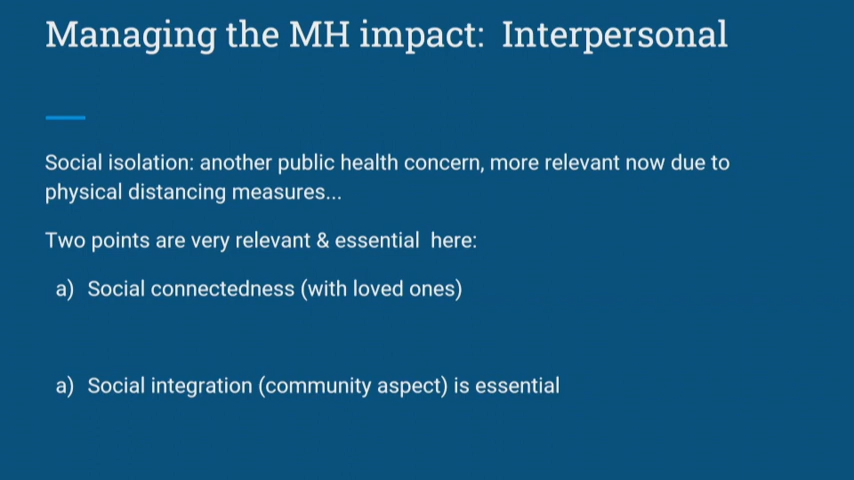 Managing the MH impact:  Interpersonal
Social isolation: another public health concern, more relevant now due to
physical distancing measures...
Two points are very relevant & essential  here:
a) Social connectedness (with loved ones)
a) Social integration (community aspect) is essential